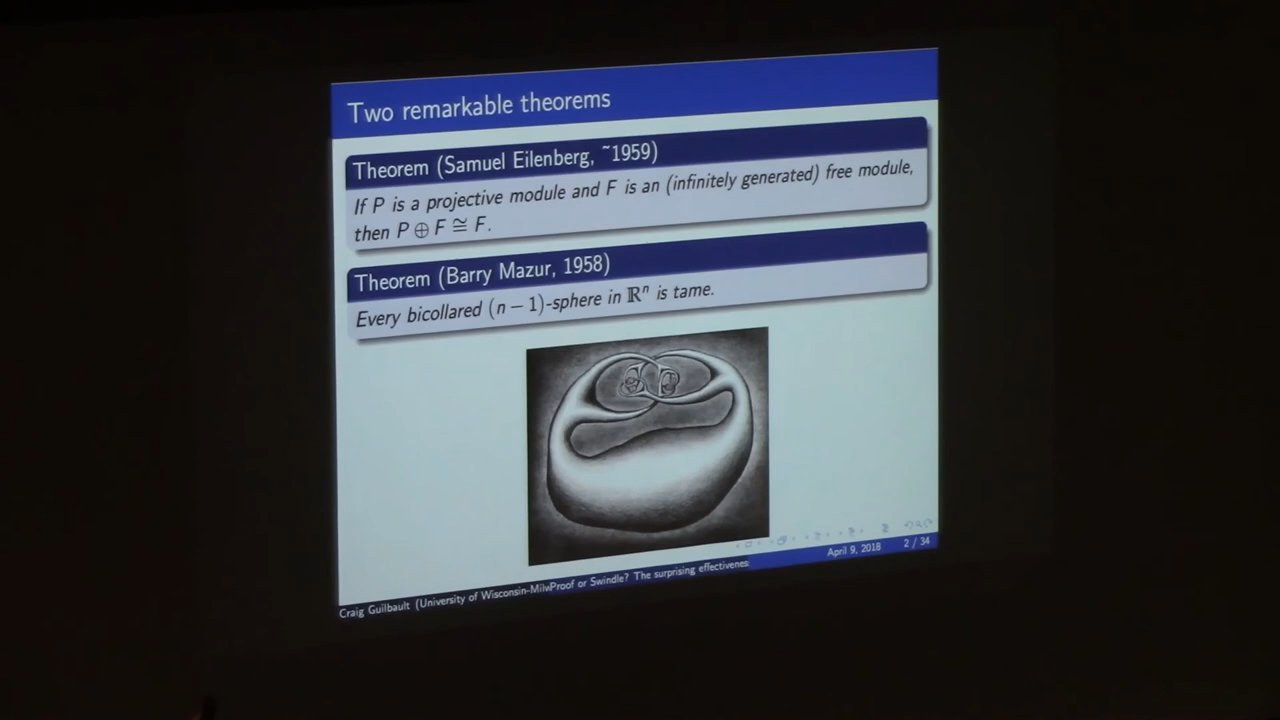 Two remarkable theorems
Theorem (Samuel Eilenberg, ~1959)
If P is a projective module and F is an (infinitely generated) free module,
then P ⊕ F ≅ F.
Theorem (Barry Mazur, 1958)
Every bicollared (n − 1)-sphere in ℝⁿ is tame.
Craig Guilbault (University of Wisconsin-Milw Proof or Swindle? The surprising effectivenes
April 9, 2018 2 / 34